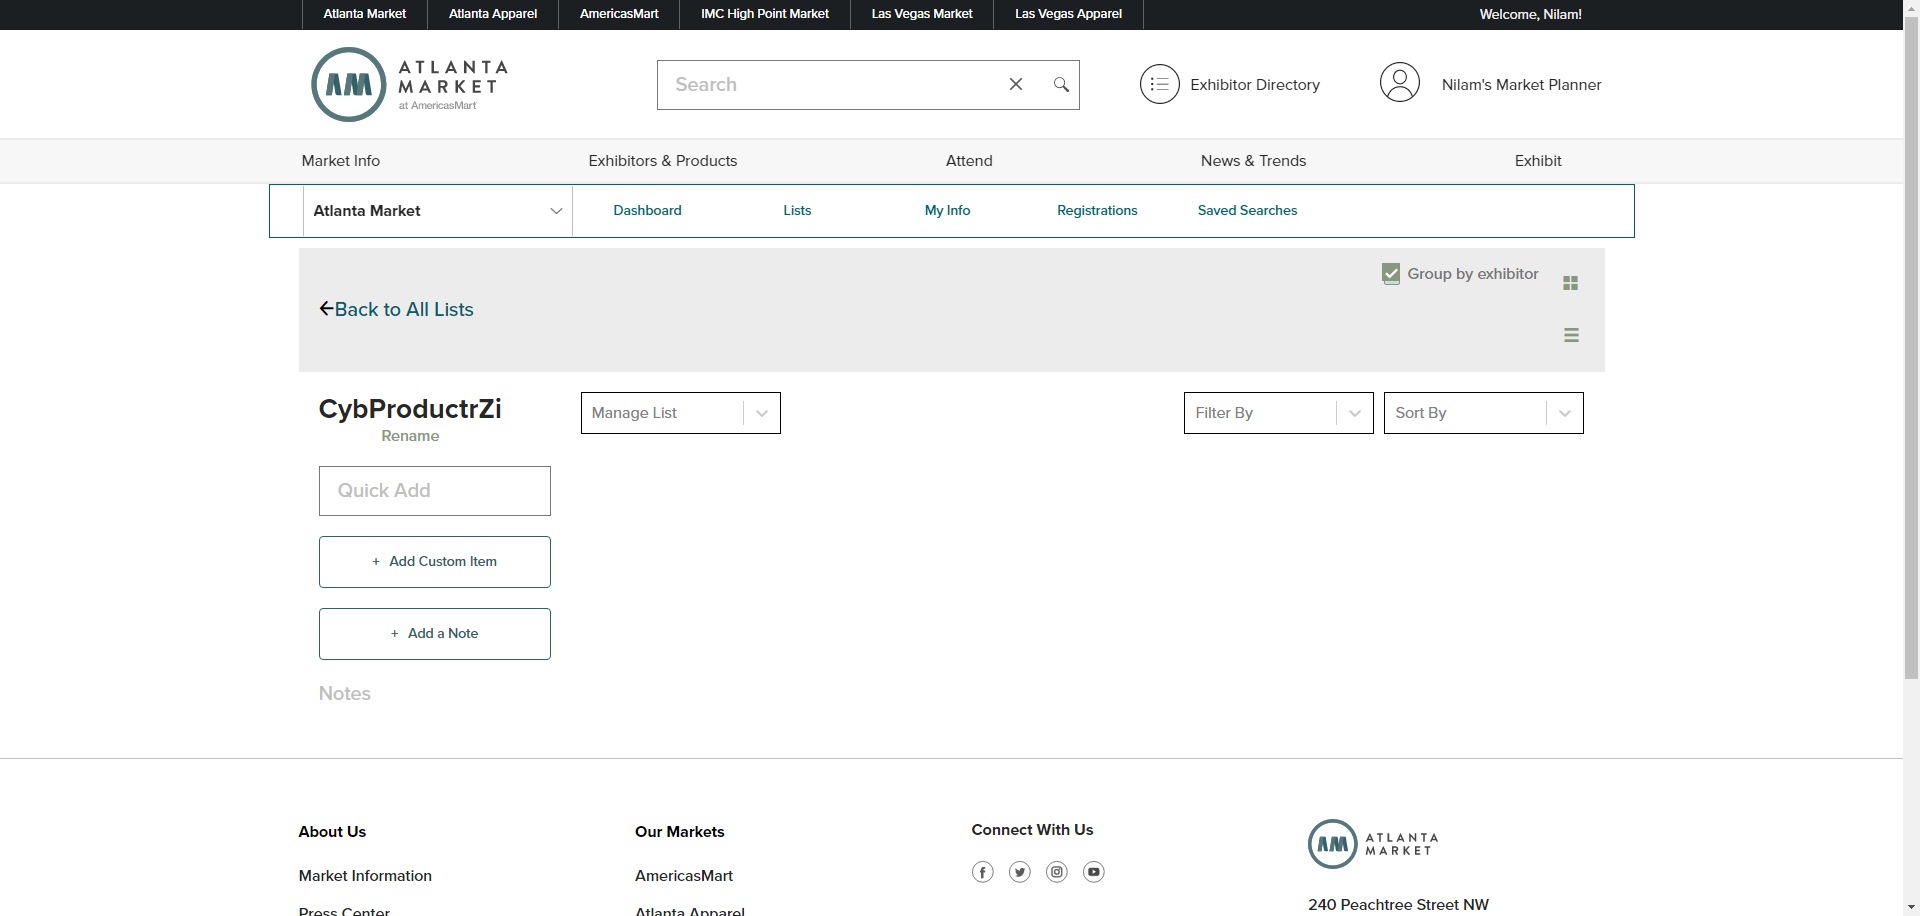 Atlanta Market Atlanta Apparel AmericasMart IMC High Point Market Las Vegas Market Las Vegas Apparel Welcome, Nilam!
AM ATLANTA
MARKET
at AmericasMart
Search
Exhibitor Directory
Nilam's Market Planner
Market Info Exhibitors & Products Attend News & Trends Exhibit
Atlanta Market Dashboard Lists My Info Registrations Saved Searches
Group by exhibitor
Back to All Lists
CybProductrZi
Rename
Manage List
Filter By
Sort By
Quick Add
+ Add Custom Item
+ Add a Note
Notes
About Us
Market Information
Press Center
Our Markets
AmericasMart
Atlanta Apparel
Connect With Us
AM ATLANTA
MARKET
240 Peachtree Street NW